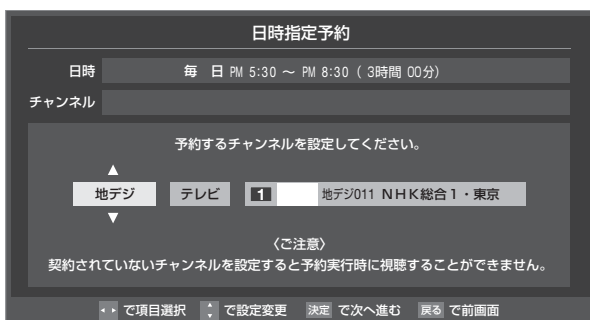 日時指定予約
日時 毎 日 PM 5:30 ~ PM 8:30 ( 3時間 00分)
チャンネル
予約するチャンネルを設定してください。
地デジ テレビ 1 地デジ011 NHK総合1・東京
〈ご注意〉
契約されていないチャンネルを設定すると予約実行時に視聴することができません。
で項目選択 で設定変更 決定 で次へ進む 戻る で前画面